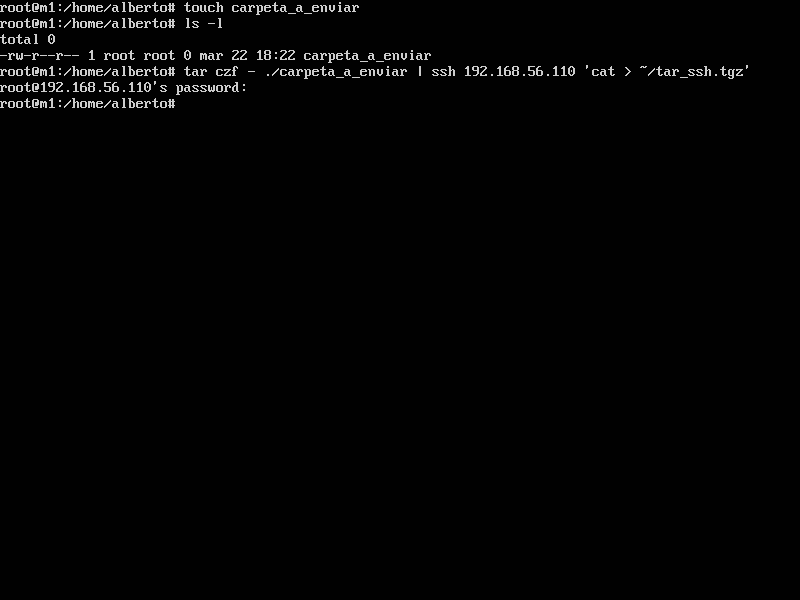 root@m1:/home/alberto# touch carpeta_a_enviar
root@m1:/home/alberto# ls -l
total 0
-rw-r--r-- 1 root root 0 mar 22 18:22 carpeta_a_enviar
root@m1:/home/alberto# tar czf - ./carpeta_a_enviar | ssh 192.168.56.110 'cat > ~/tar_ssh.tgz'
root@192.168.56.110's password:
root@m1:/home/alberto#